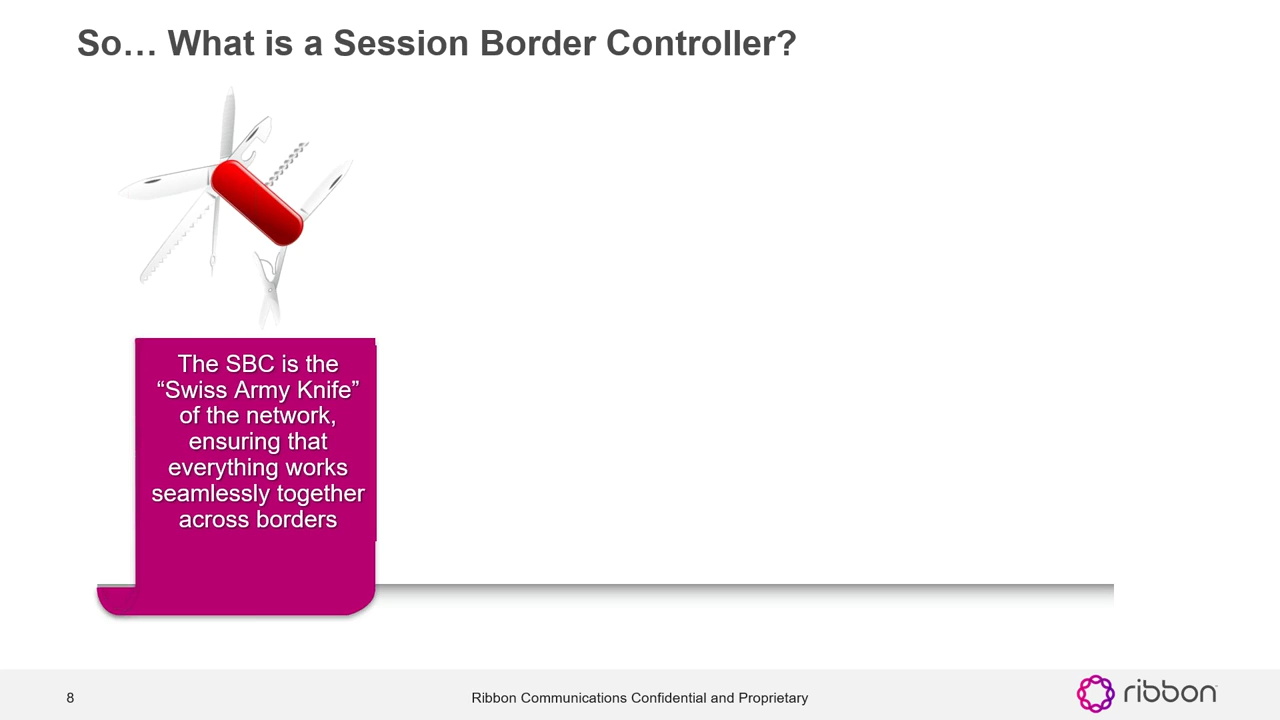 So… What is a Session Border Controller?
The SBC is the
“Swiss Army Knife”
of the network,
ensuring that
everything works
seamlessly together
across borders
8
Ribbon Communications Confidential and Proprietary
ribbon